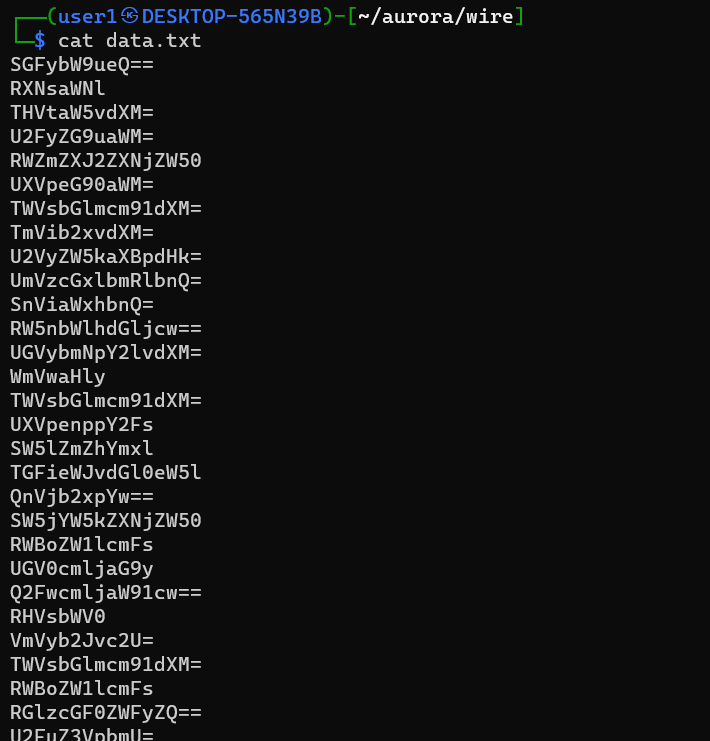 ┌──(user1㉿DESKTOP-565N39B)-[~/aurora/wire]
└─$ cat data.txt
SGFybW9ueQ==
RXNsaWNl
THVtaW5vdXM=
U2FyZG9uaWM=
RWZmZXJ2ZXNjZW50
UXVpeG90aWM=
TWVsbGlmcm91dXM=
TmVib2xvdXM=
U2VyZW5kaXBpdHk=
UmVzcGxlbmRlbnQ=
SnViaWxhbnQ=
RW5nbWlhdGljcw==
UGVybmNpY2lvdXM=
WmVwaHly
TWVsbGlmcm91dXM=
UXVpenppY2Fs
SW5lZmZhYmxl
TGFieWJvdGl0eW5l
QnVjb2xpYw==
SW5jYW5kZXNjZW50
RWBoZW1lcmFs
UGV0cmljaG9y
Q2FwcmljaW91cw==
RHVsbWV0
VmVyb2Jvc2U=
TWVsbGlmcm91dXM=
RWBoZW1lcmFs
RGlzcGF0ZWFyZQ==
U2FuZ3VpbmU=